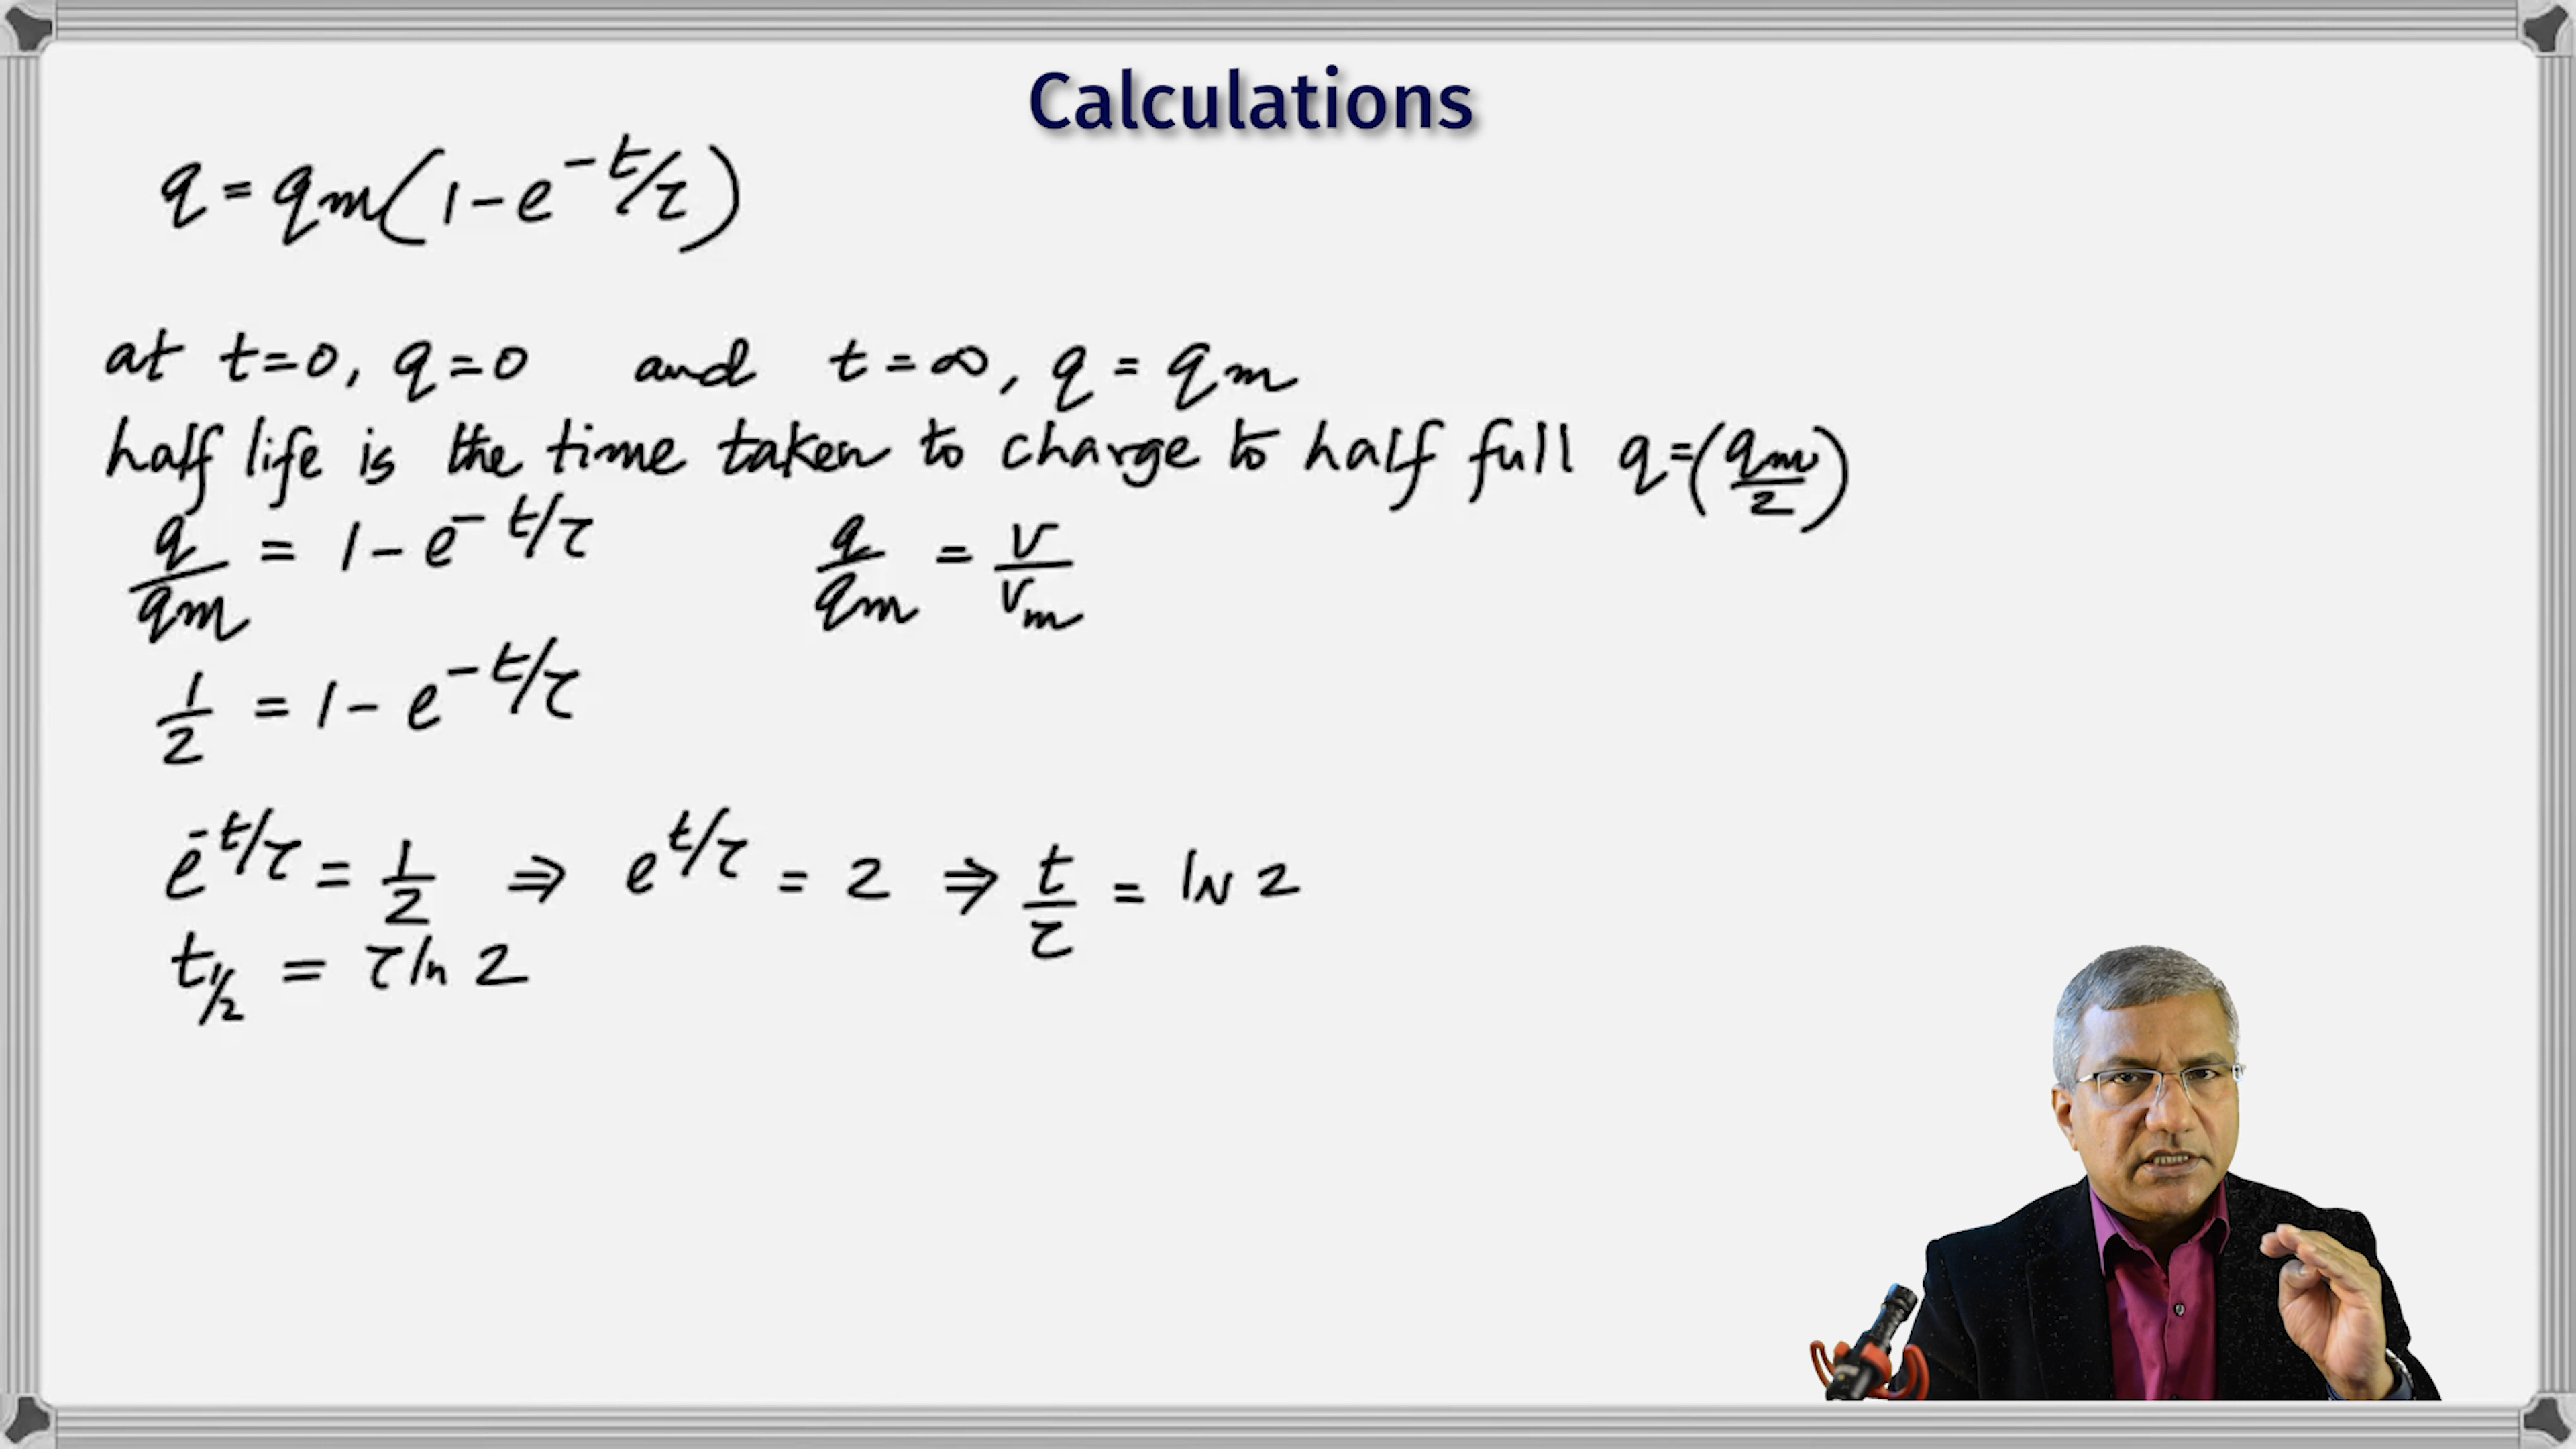 Calculations
q = qm(1 - e^-t/τ)
at t=0, q=0 and t=∞, q = qm
half life is the time taken to charge to half full q=(qm/2)
q/qm = 1 - e^-t/τ q/qm = v/vm
1/2 = 1 - e^-t/τ
e^-t/τ = 1/2 ⇒ e^t/τ = 2 ⇒ t/τ = ln 2
t1/2 = τ ln 2